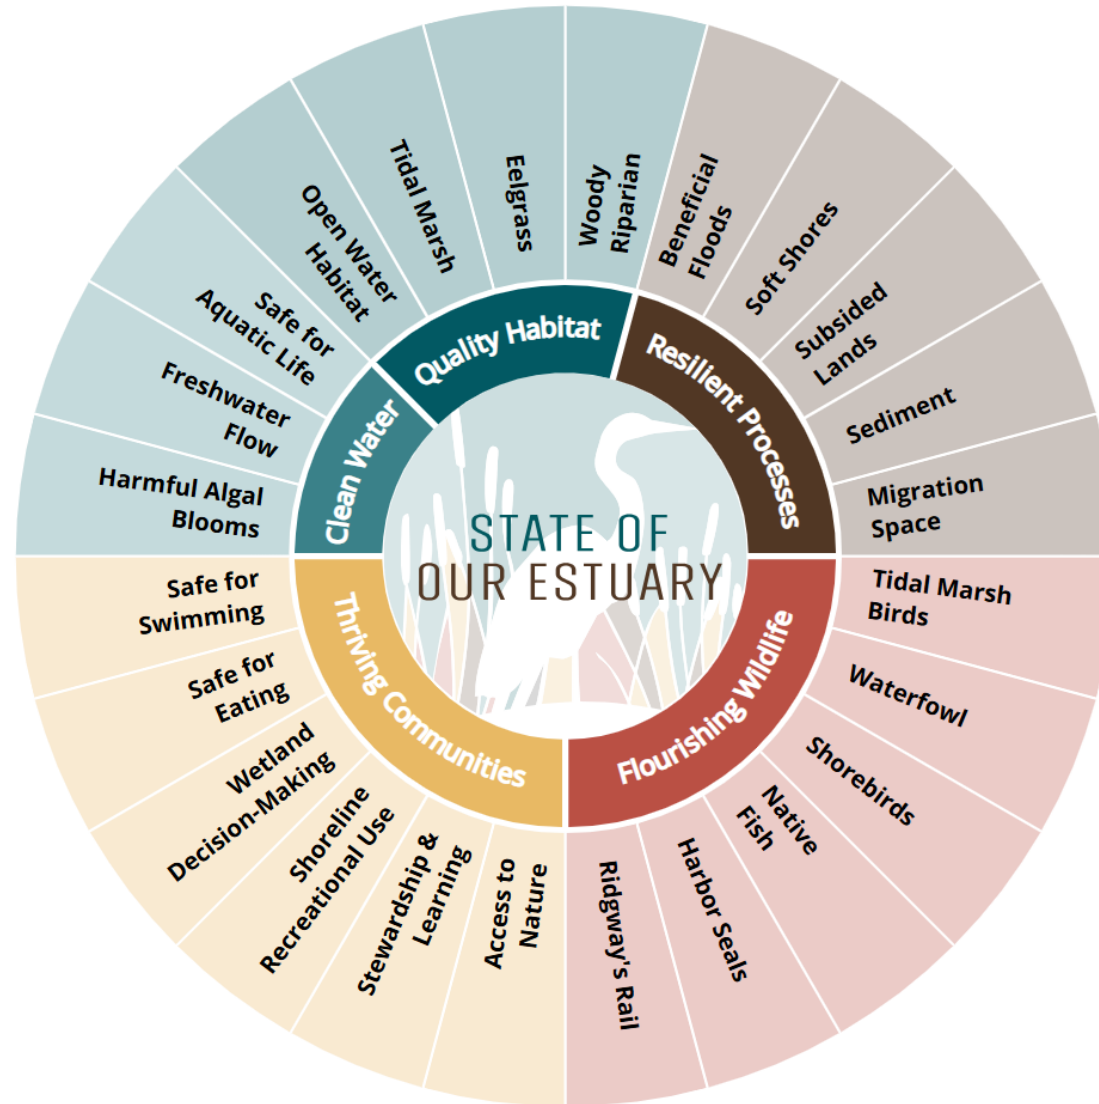 STATE OF
OUR ESTUARY
Quality Habitat
Open Water
Habitat
Tidal Marsh
Eelgrass
Woody
Riparian
Resilient Processes
Beneficial
Floods
Soft Shores
Subsided
Lands
Sediment
Migration
Space
Flourishing Wildlife
Tidal Marsh
Birds
Waterfowl
Shorebirds
Native
Fish
Harbor Seals
Ridgway's Rail
Thriving Communities
Access to
Nature
Stewardship &
Learning
Shoreline
Recreational Use
Wetland
Decision-Making
Safe for
Eating
Safe for
Swimming
Clean Water
Harmful Algal
Blooms
Freshwater
Flow
Safe for
Aquatic Life